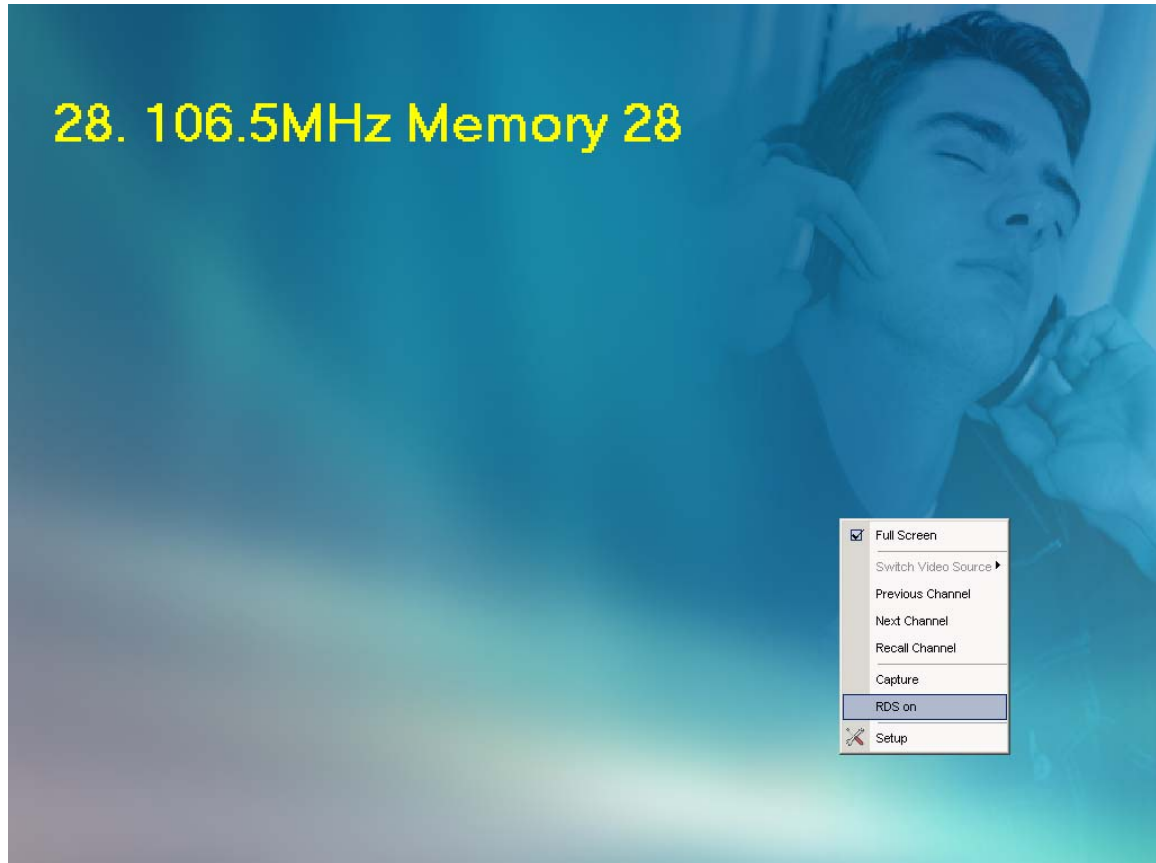 28. 106.5MHz Memory 28
Full Screen
Switch Video Source
Previous Channel
Next Channel
Recall Channel
Capture
RDS on
Setup